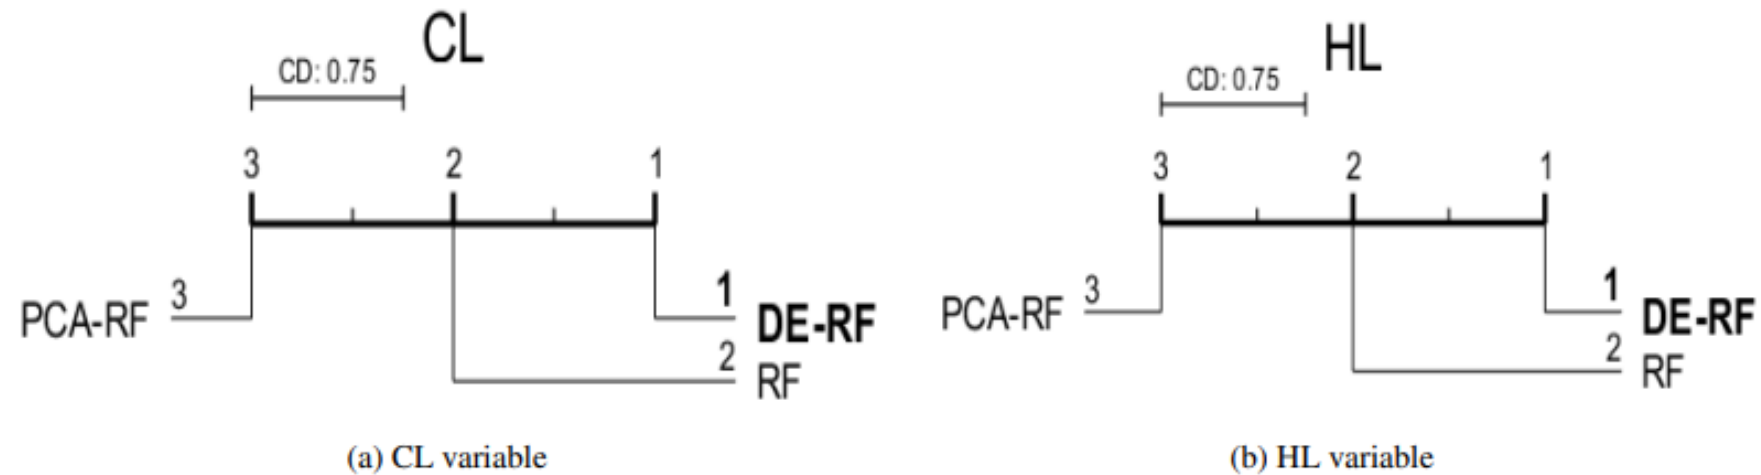 CL
CD: 0.75
3 2 1
PCA-RF 3
1 DE-RF
2 RF
(a) CL variable
HL
CD: 0.75
3 2 1
PCA-RF 3
1 DE-RF
2 RF
(b) HL variable